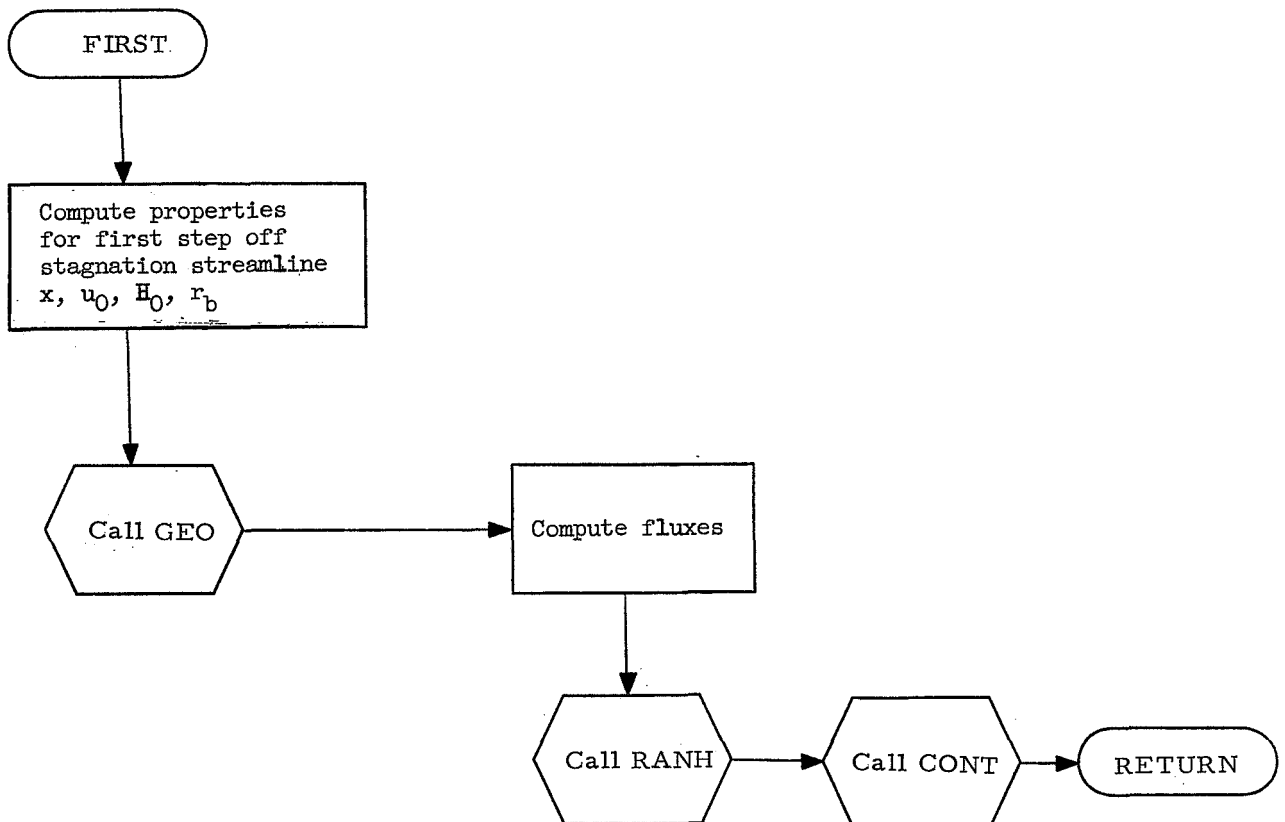 FIRST
Compute properties
for first step off
stagnation streamline
x, u₀, H₀, r_b
Call GEO
Compute fluxes
Call RANH
Call CONT
RETURN